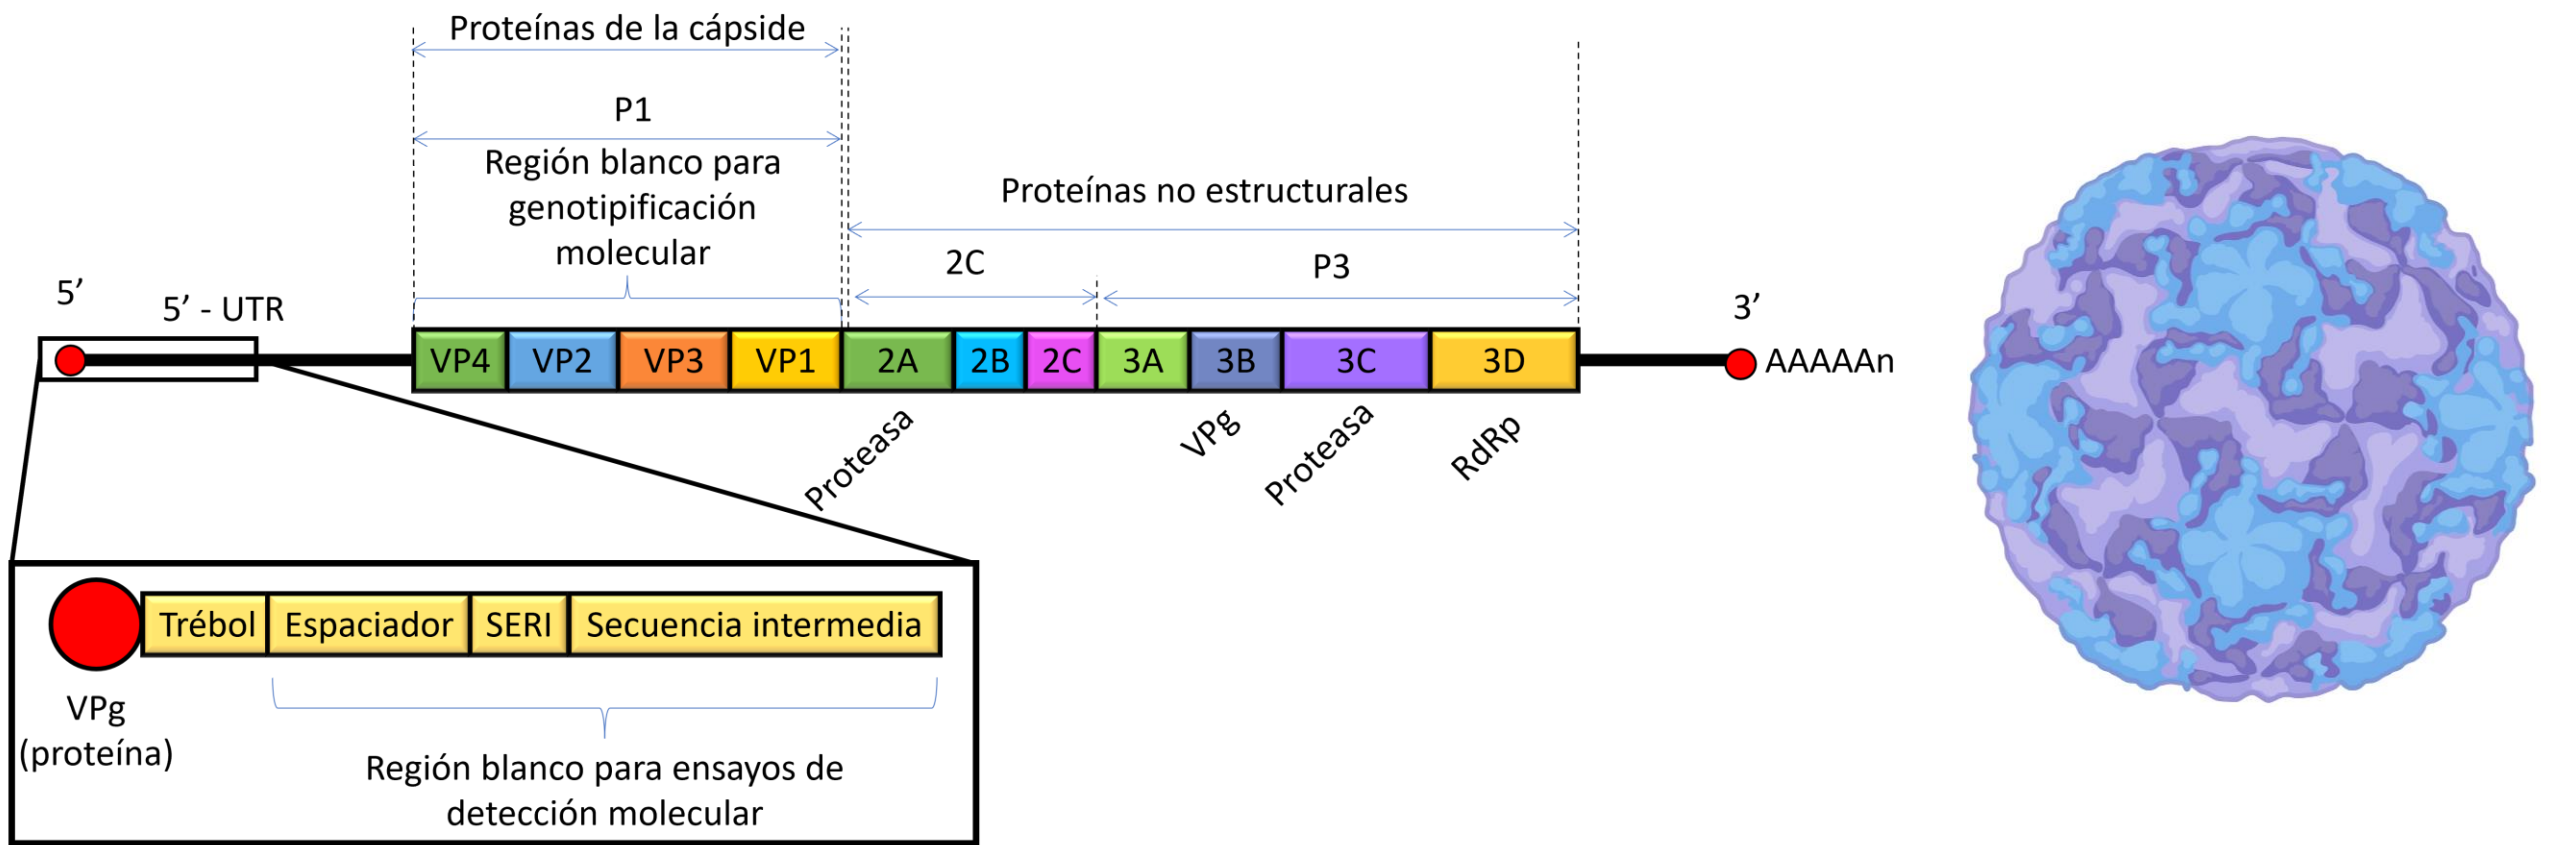 Proteínas de la cápside
P1
Región blanco para
genotipificación
molecular
Proteínas no estructurales
2C
P3
5’
5’ - UTR
3’
VP4 VP2 VP3 VP1 2A 2B 2C 3A 3B 3C 3D
AAAAAn
Proteasa
VPg
Proteasa
RdRp
Trébol Espaciador SERI Secuencia intermedia
VPg
(proteína)
Región blanco para ensayos de
detección molecular